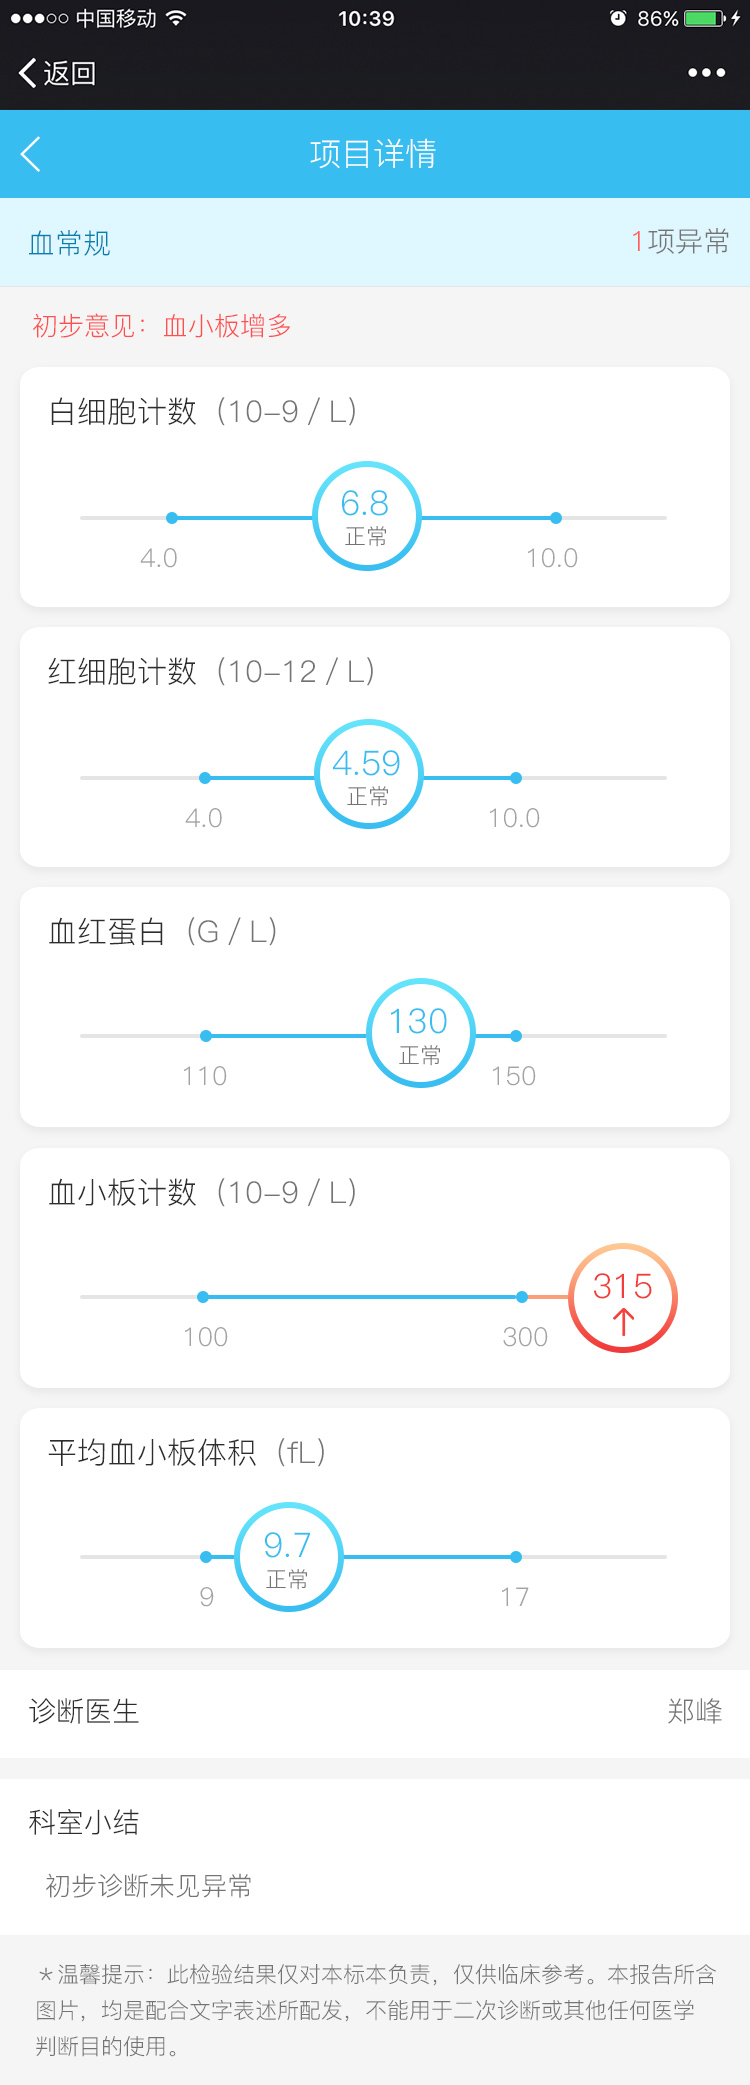 中国移动 10:39 86%
返回
项目详情
血常规 1项异常
初步意见：血小板增多
白细胞计数（10-9 / L）
6.8
正常
4.0 10.0
红细胞计数（10-12 / L）
4.59
正常
4.0 10.0
血红蛋白（G / L）
130
正常
110 150
血小板计数（10-9 / L）
315
↑
100 300
平均血小板体积（fL）
9.7
正常
9 17
诊断医生 郑峰
科室小结
初步诊断未见异常
＊温馨提示：此检验结果仅对本标本负责，仅供临床参考。本报告所含
图片，均是配合文字表述所配发，不能用于二次诊断或其他任何医学
判断目的使用。